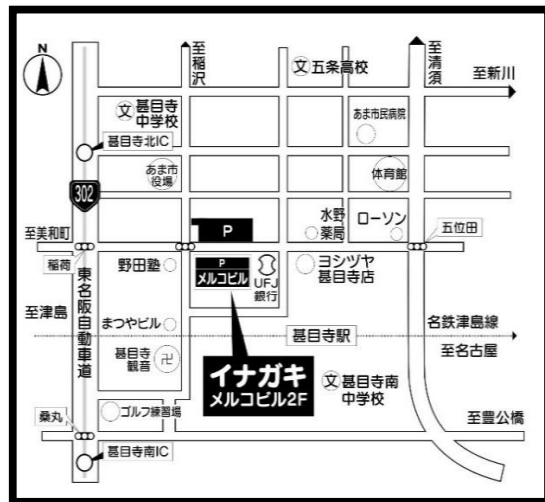 N
至稲沢
至清須
文 五条高校
至新川
文 甚目寺
中学校
あま市民病院
甚目寺北IC
あま市
役場
体育館
302
水野
薬局
ローソン
至美和町
P
五位田
稲荷
野田塾
P
メルコビル
UFJ
銀行
ヨシヅヤ
甚目寺店
東名阪自動車道
至津島
まつやビル
名鉄津島線
甚目寺駅
至名古屋
甚目寺
観音
卍
イナガキ
メルコビル2F
文 甚目寺南
中学校
桑丸
ゴルフ練習場
至豊公橋
甚目寺南IC